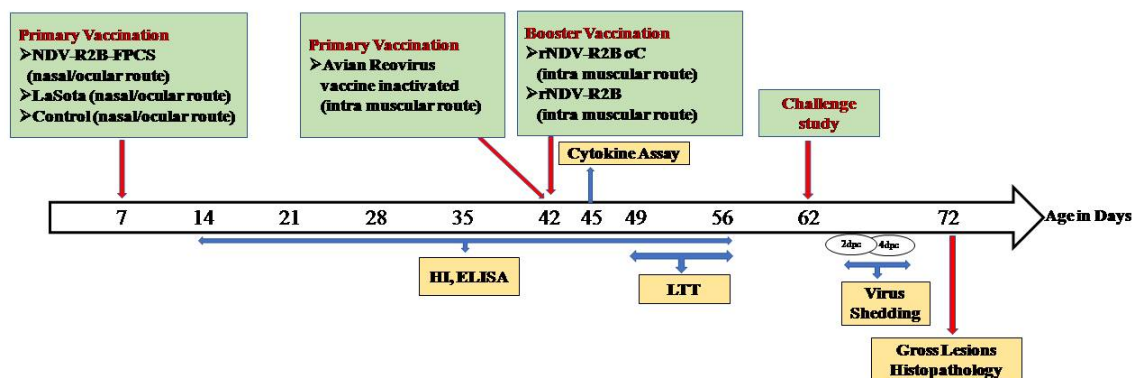 Primary Vaccination
➢NDV-R2B-FPCS
(nasal/ocular route)
➢LaSota (nasal/ocular route)
➢Control (nasal/ocular route)
Primary Vaccination
➢Avian Reovirus
vaccine inactivated
(intra muscular route)
Booster Vaccination
➢rNDV-R2B σC
(intra muscular route)
➢rNDV-R2B
(intra muscular route)
Challenge
study
Cytokine Assay
7 14 21 28 35 42 45 49 56 62 72 Age in Days
2dpc 4dpc
HI, ELISA
LTT
Virus
Shedding
Gross Lesions
Histopathology